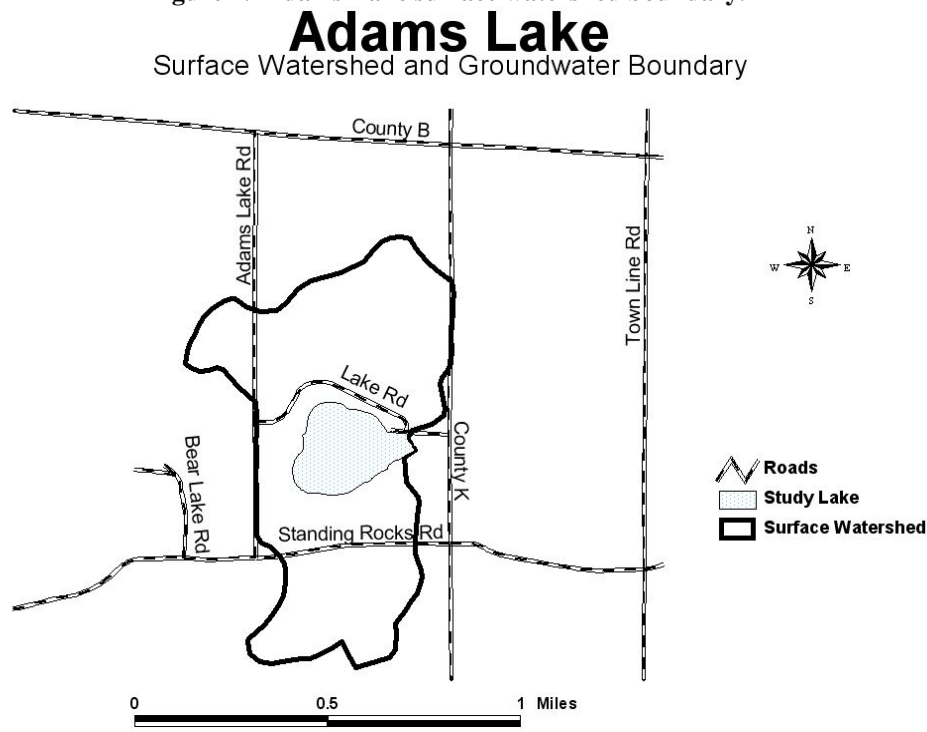 Adams Lake
Surface Watershed and Groundwater Boundary
County B
Adams Lake Rd
Town Line Rd
N
W E
S
Lake Rd
County K
Bear Lake Rd
Standing Rocks Rd
Roads
Study Lake
Surface Watershed
0 0.5 1 Miles